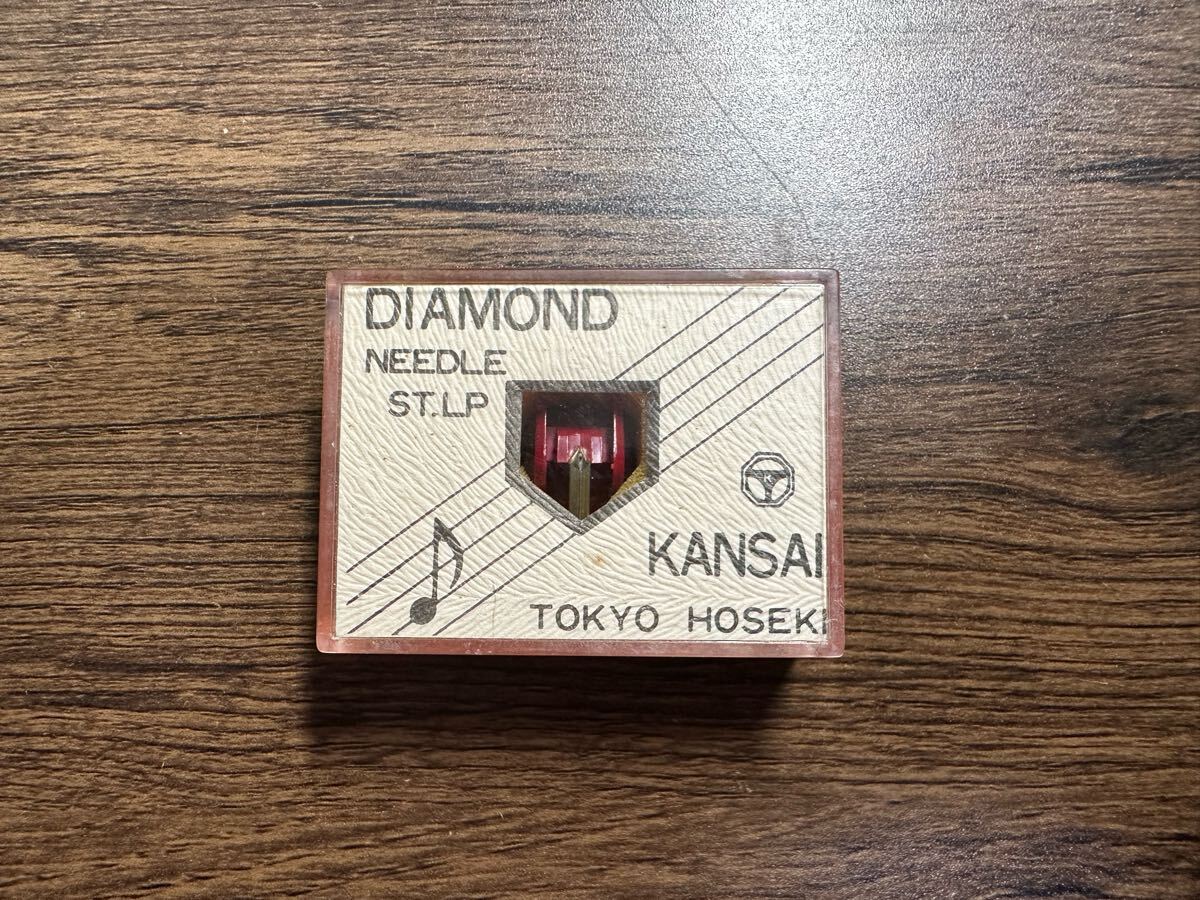 DIAMOND
NEEDLE
ST.LP
KANSAI
TOKYO HOSEKI